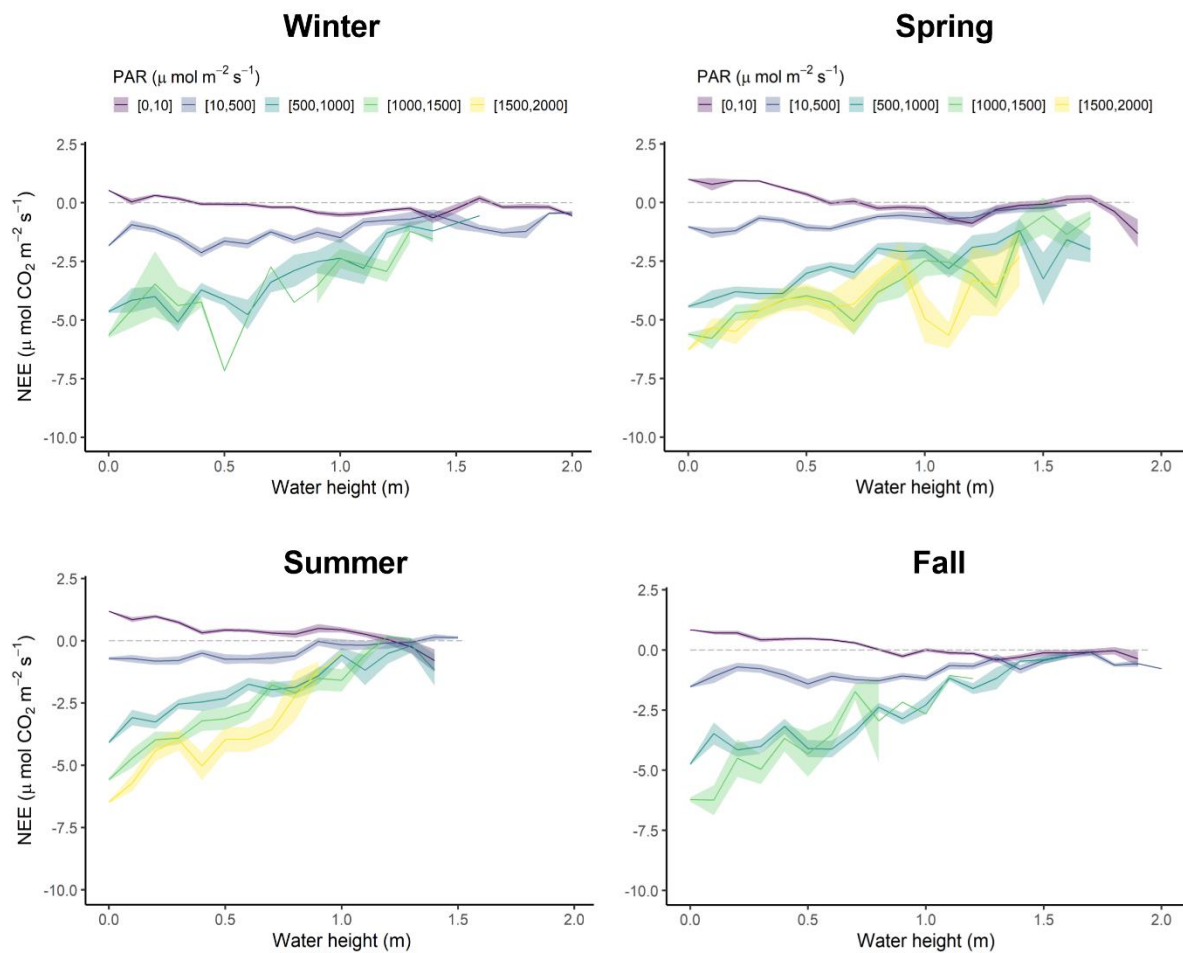 Winter
PAR (μ mol m⁻² s⁻¹)
[0,10] [10,500] [500,1000] [1000,1500] [1500,2000]
NEE (μ mol CO₂ m⁻² s⁻¹)
2.5
0.0
-2.5
-5.0
-7.5
-10.0
0.0 0.5 1.0 1.5 2.0
Water height (m)
Spring
PAR (μ mol m⁻² s⁻¹)
[0,10] [10,500] [500,1000] [1000,1500] [1500,2000]
2.5
0.0
-2.5
-5.0
-7.5
-10.0
0.0 0.5 1.0 1.5 2.0
Water height (m)
Summer
NEE (μ mol CO₂ m⁻² s⁻¹)
2.5
0.0
-2.5
-5.0
-7.5
-10.0
0.0 0.5 1.0 1.5 2.0
Water height (m)
Fall
2.5
0.0
-2.5
-5.0
-7.5
-10.0
0.0 0.5 1.0 1.5 2.0
Water height (m)